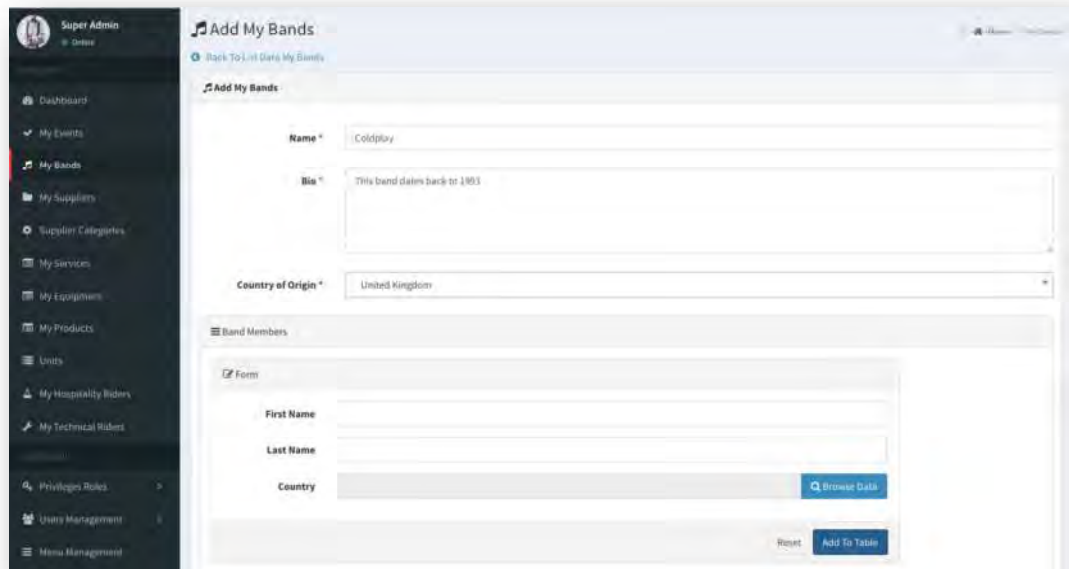 Super Admin
Online
Dashboard
My Events
My Bands
My Suppliers
Supplier Categories
My Services
My Equipment
My Products
Units
My Hospitality Riders
My Technical Riders
Privileges Roles
Users Management
Menu Management
Add My Bands
Home
Back To List Data My Bands
Add My Bands
Name *
Coldplay
Bio *
This band dates back to 1993
Country of Origin *
United Kingdom
Band Members
Form
First Name
Last Name
Country
Browse Data
Reset
Add To Table